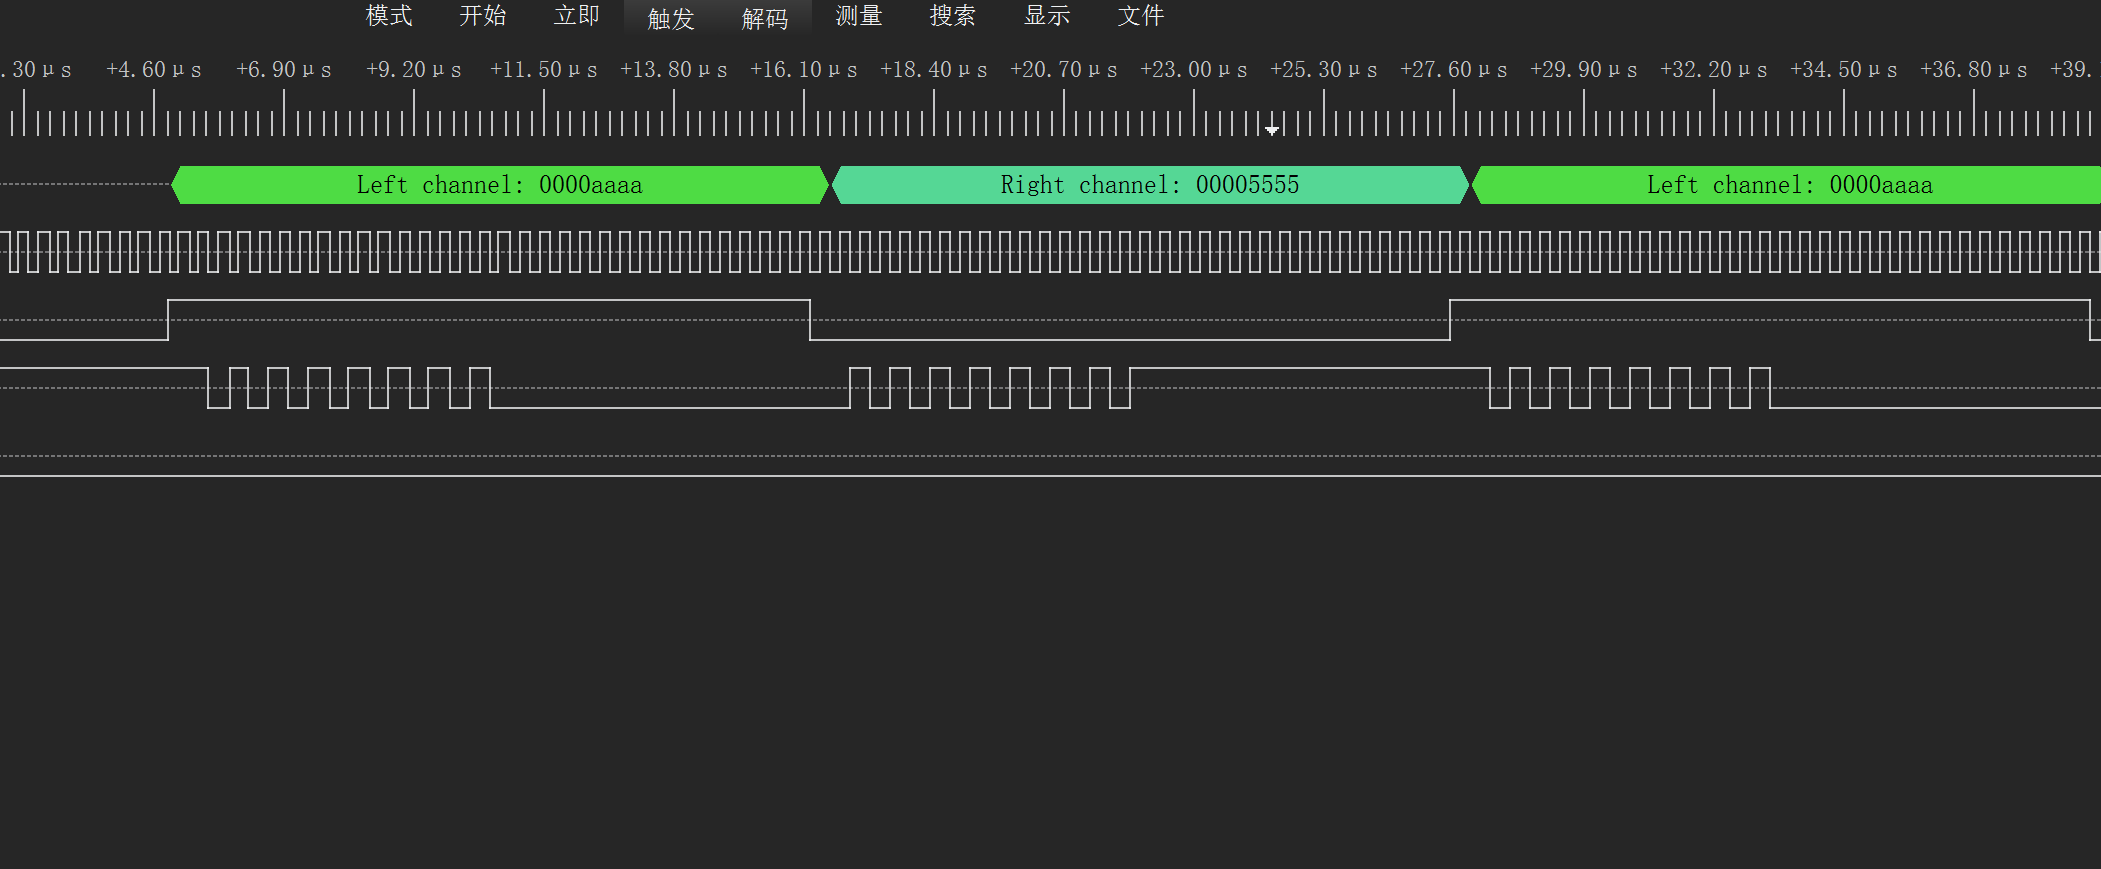 模式 开始 立即 触发 解码 测量 搜索 显示 文件
.30μs +4.60μs +6.90μs +9.20μs +11.50μs +13.80μs +16.10μs +18.40μs +20.70μs +23.00μs +25.30μs +27.60μs +29.90μs +32.20μs +34.50μs +36.80μs +39.
Left channel: 0000aaaa Right channel: 00005555 Left channel: 0000aaaa